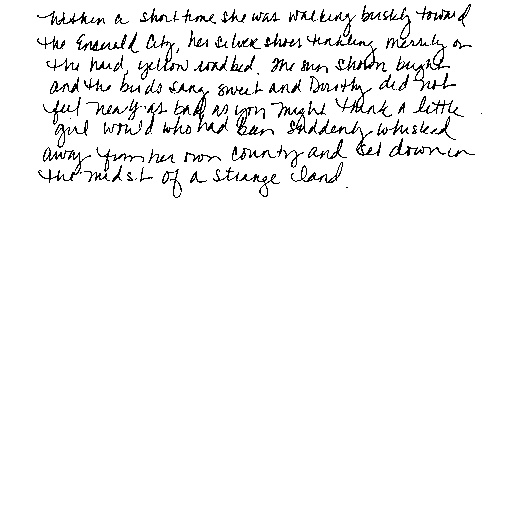 Within a short time she was walking briskly toward
the Emerald City, her silver shoes tinkling merrily on
the hard, yellow roadbed. The sun shown bright
and the birds sang sweet and Dorothy did not
feel nearly as bad as you might think a little
girl would who had been suddenly whisked
away from her own country and set down in
the midst of a strange land.